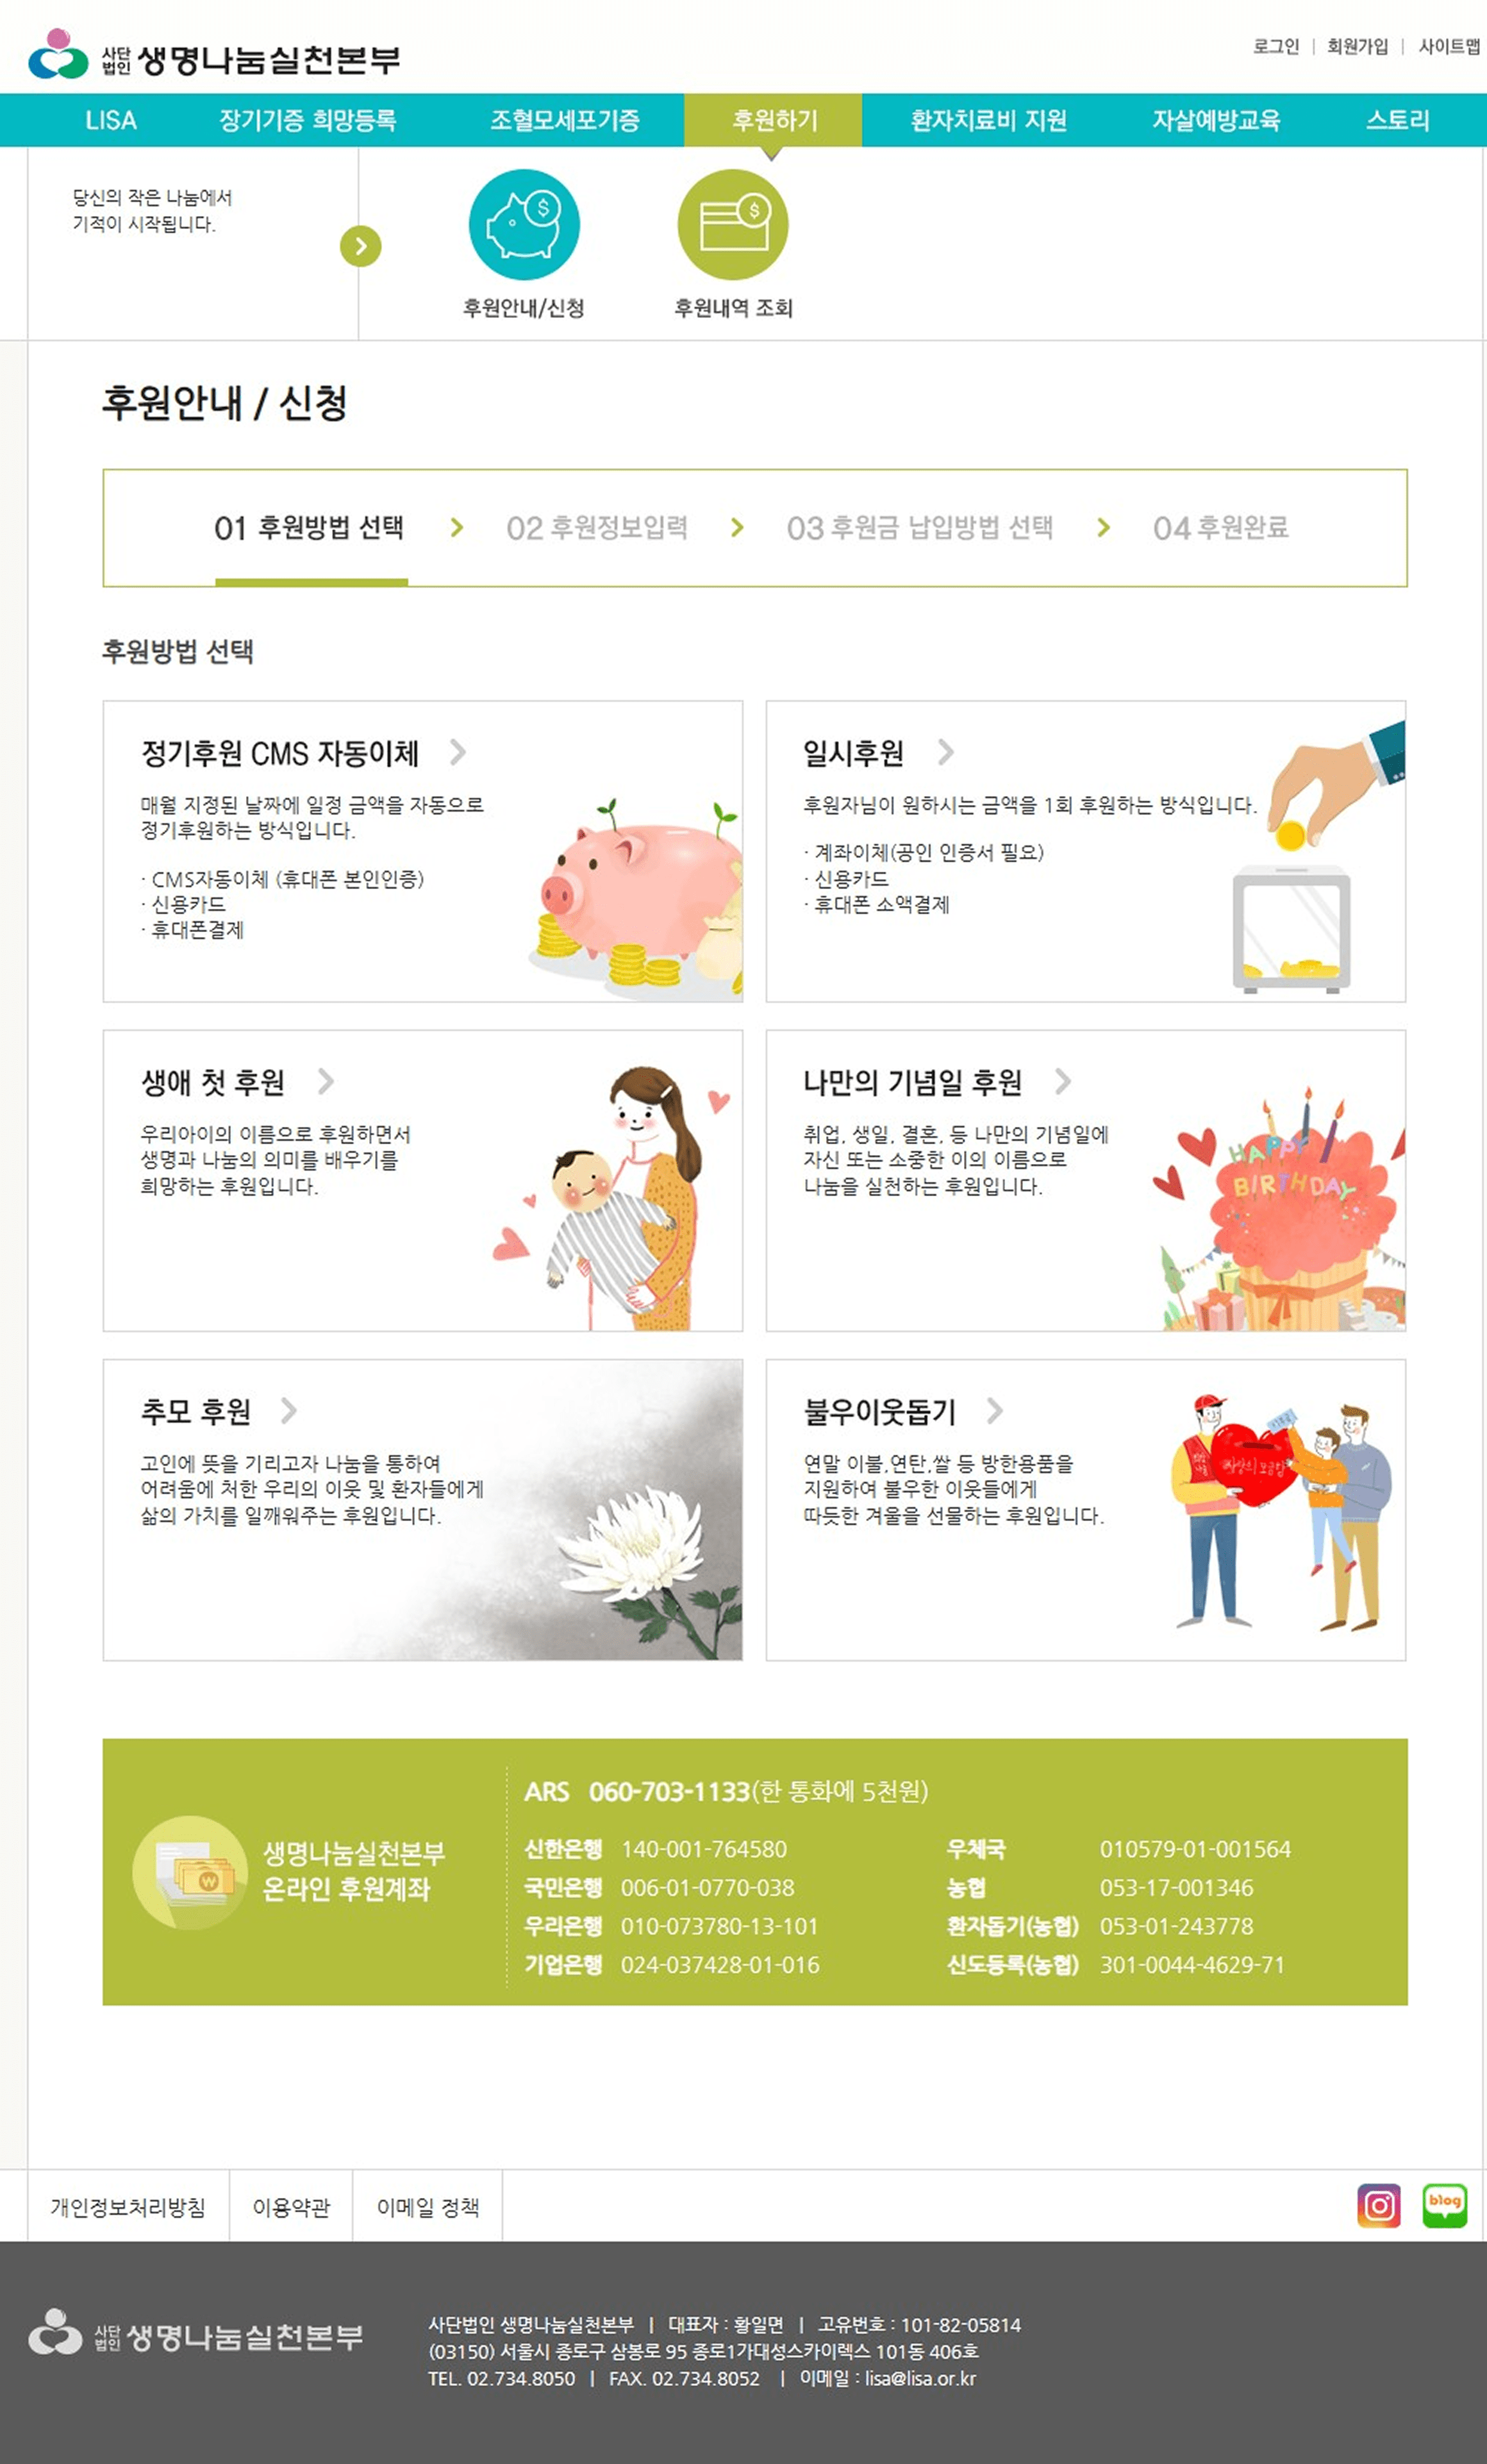 사단법인 생명나눔실천본부
로그인 | 회원가입 | 사이트맵
LISA 장기기증 희망등록 조혈모세포기증 후원하기 환자치료비 지원 자살예방교육 스토리
당신의 작은 나눔에서
기적이 시작됩니다.
$ $
후원안내/신청 후원내역 조회
후원안내 / 신청
01 후원방법 선택 02 후원정보입력 03 후원금 납입방법 선택 04 후원완료
후원방법 선택
정기후원 CMS 자동이체
매월 지정된 날짜에 일정 금액을 자동으로
정기후원하는 방식입니다.
· CMS자동이체 (휴대폰 본인인증)
· 신용카드
· 휴대폰결제
일시후원
후원자님이 원하시는 금액을 1회 후원하는 방식입니다.
· 계좌이체(공인 인증서 필요)
· 신용카드
· 휴대폰 소액결제
생애 첫 후원
우리아이의 이름으로 후원하면서
생명과 나눔의 의미를 배우기를
희망하는 후원입니다.
나만의 기념일 후원
취업, 생일, 결혼, 등 나만의 기념일에
자신 또는 소중한 이의 이름으로
나눔을 실천하는 후원입니다.
HAPPY
BIRTHDAY
추모 후원
고인에 뜻을 기리고자 나눔을 통하여
어려움에 처한 우리의 이웃 및 환자들에게
삶의 가치를 일깨워주는 후원입니다.
불우이웃돕기
연말 이불,연탄,쌀 등 방한용품을
지원하여 불우한 이웃들에게
따듯한 겨울을 선물하는 후원입니다.
사랑의 모금함
생명나눔실천본부
온라인 후원계좌
ARS 060-703-1133(한 통화에 5천원)
신한은행 140-001-764580 우체국 010579-01-001564
국민은행 006-01-0770-038 농협 053-17-001346
우리은행 010-073780-13-101 환자돕기(농협) 053-01-243778
기업은행 024-037428-01-016 신도등록(농협) 301-0044-4629-71
개인정보처리방침 이용약관 이메일 정책 blog
사단법인 생명나눔실천본부
사단법인 생명나눔실천본부 | 대표자 : 황일면 | 고유번호 : 101-82-05814
(03150) 서울시 종로구 삼봉로 95 종로1가대성스카이렉스 101동 406호
TEL. 02.734.8050 | FAX. 02.734.8052 | 이메일 : lisa@lisa.or.kr